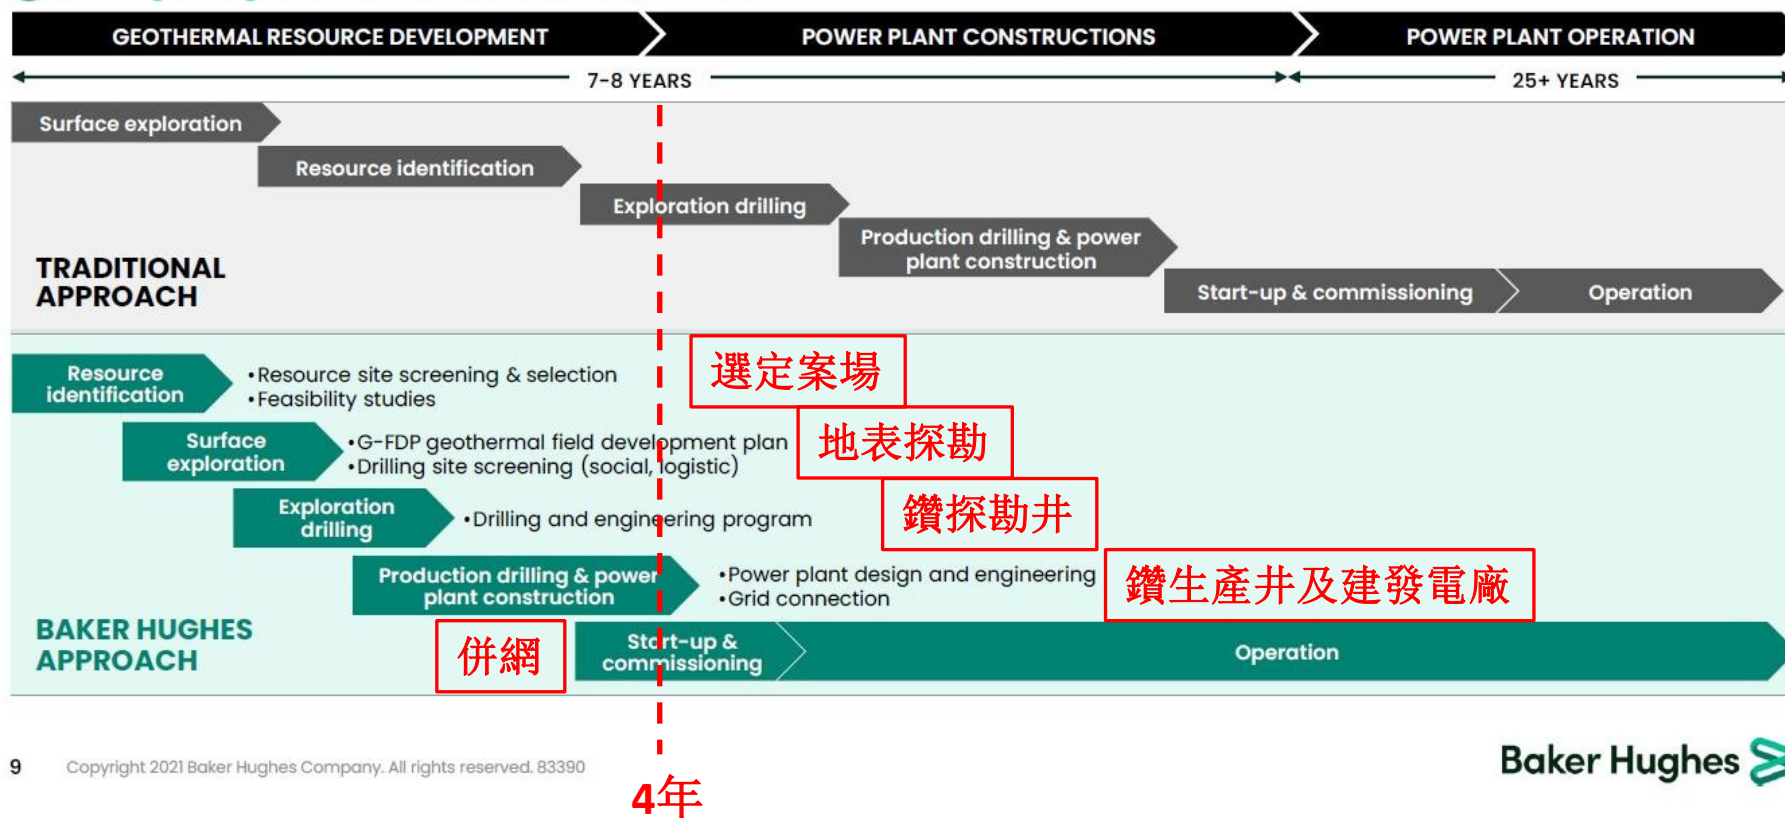 GEOTHERMAL RESOURCE DEVELOPMENT
POWER PLANT CONSTRUCTIONS
POWER PLANT OPERATION
7-8 YEARS
25+ YEARS
Surface exploration
Resource identification
Exploration drilling
Production drilling & power
plant construction
Start-up & commissioning
Operation
TRADITIONAL
APPROACH
Resource
identification
•Resource site screening & selection
•Feasibility studies
選定案場
Surface
exploration
•G-FDP geothermal field development plan
•Drilling site screening (social, logistic)
地表探勘
Exploration
drilling
•Drilling and engineering program
鑽探勘井
Production drilling & power
plant construction
•Power plant design and engineering
•Grid connection
鑽生產井及建發電廠
BAKER HUGHES
APPROACH
併網
Start-up &
commissioning
Operation
9
Copyright 2021 Baker Hughes Company. All rights reserved. 83390
Baker Hughes
4年